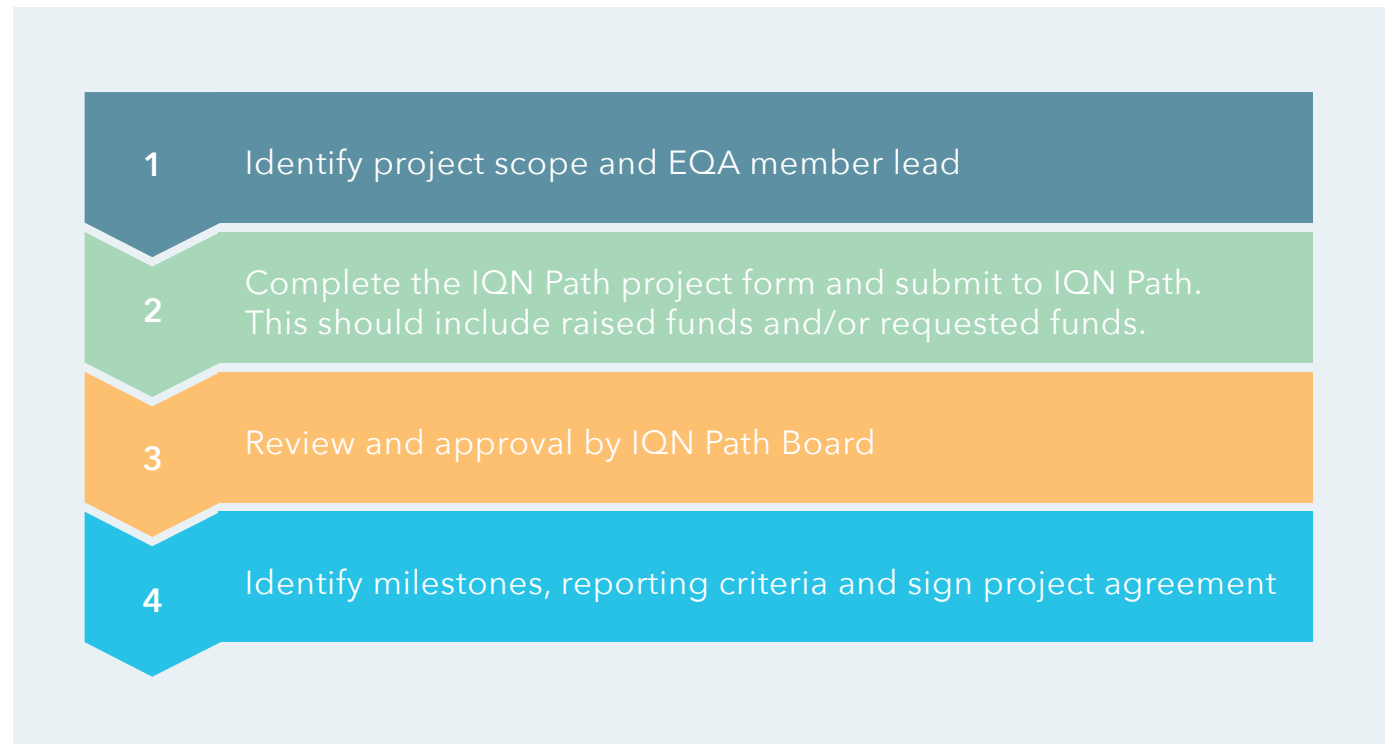 1
Identify project scope and EQA member lead
2
Complete the IQN Path project form and submit to IQN Path.
This should include raised funds and/or requested funds.
3
Review and approval by IQN Path Board
4
Identify milestones, reporting criteria and sign project agreement